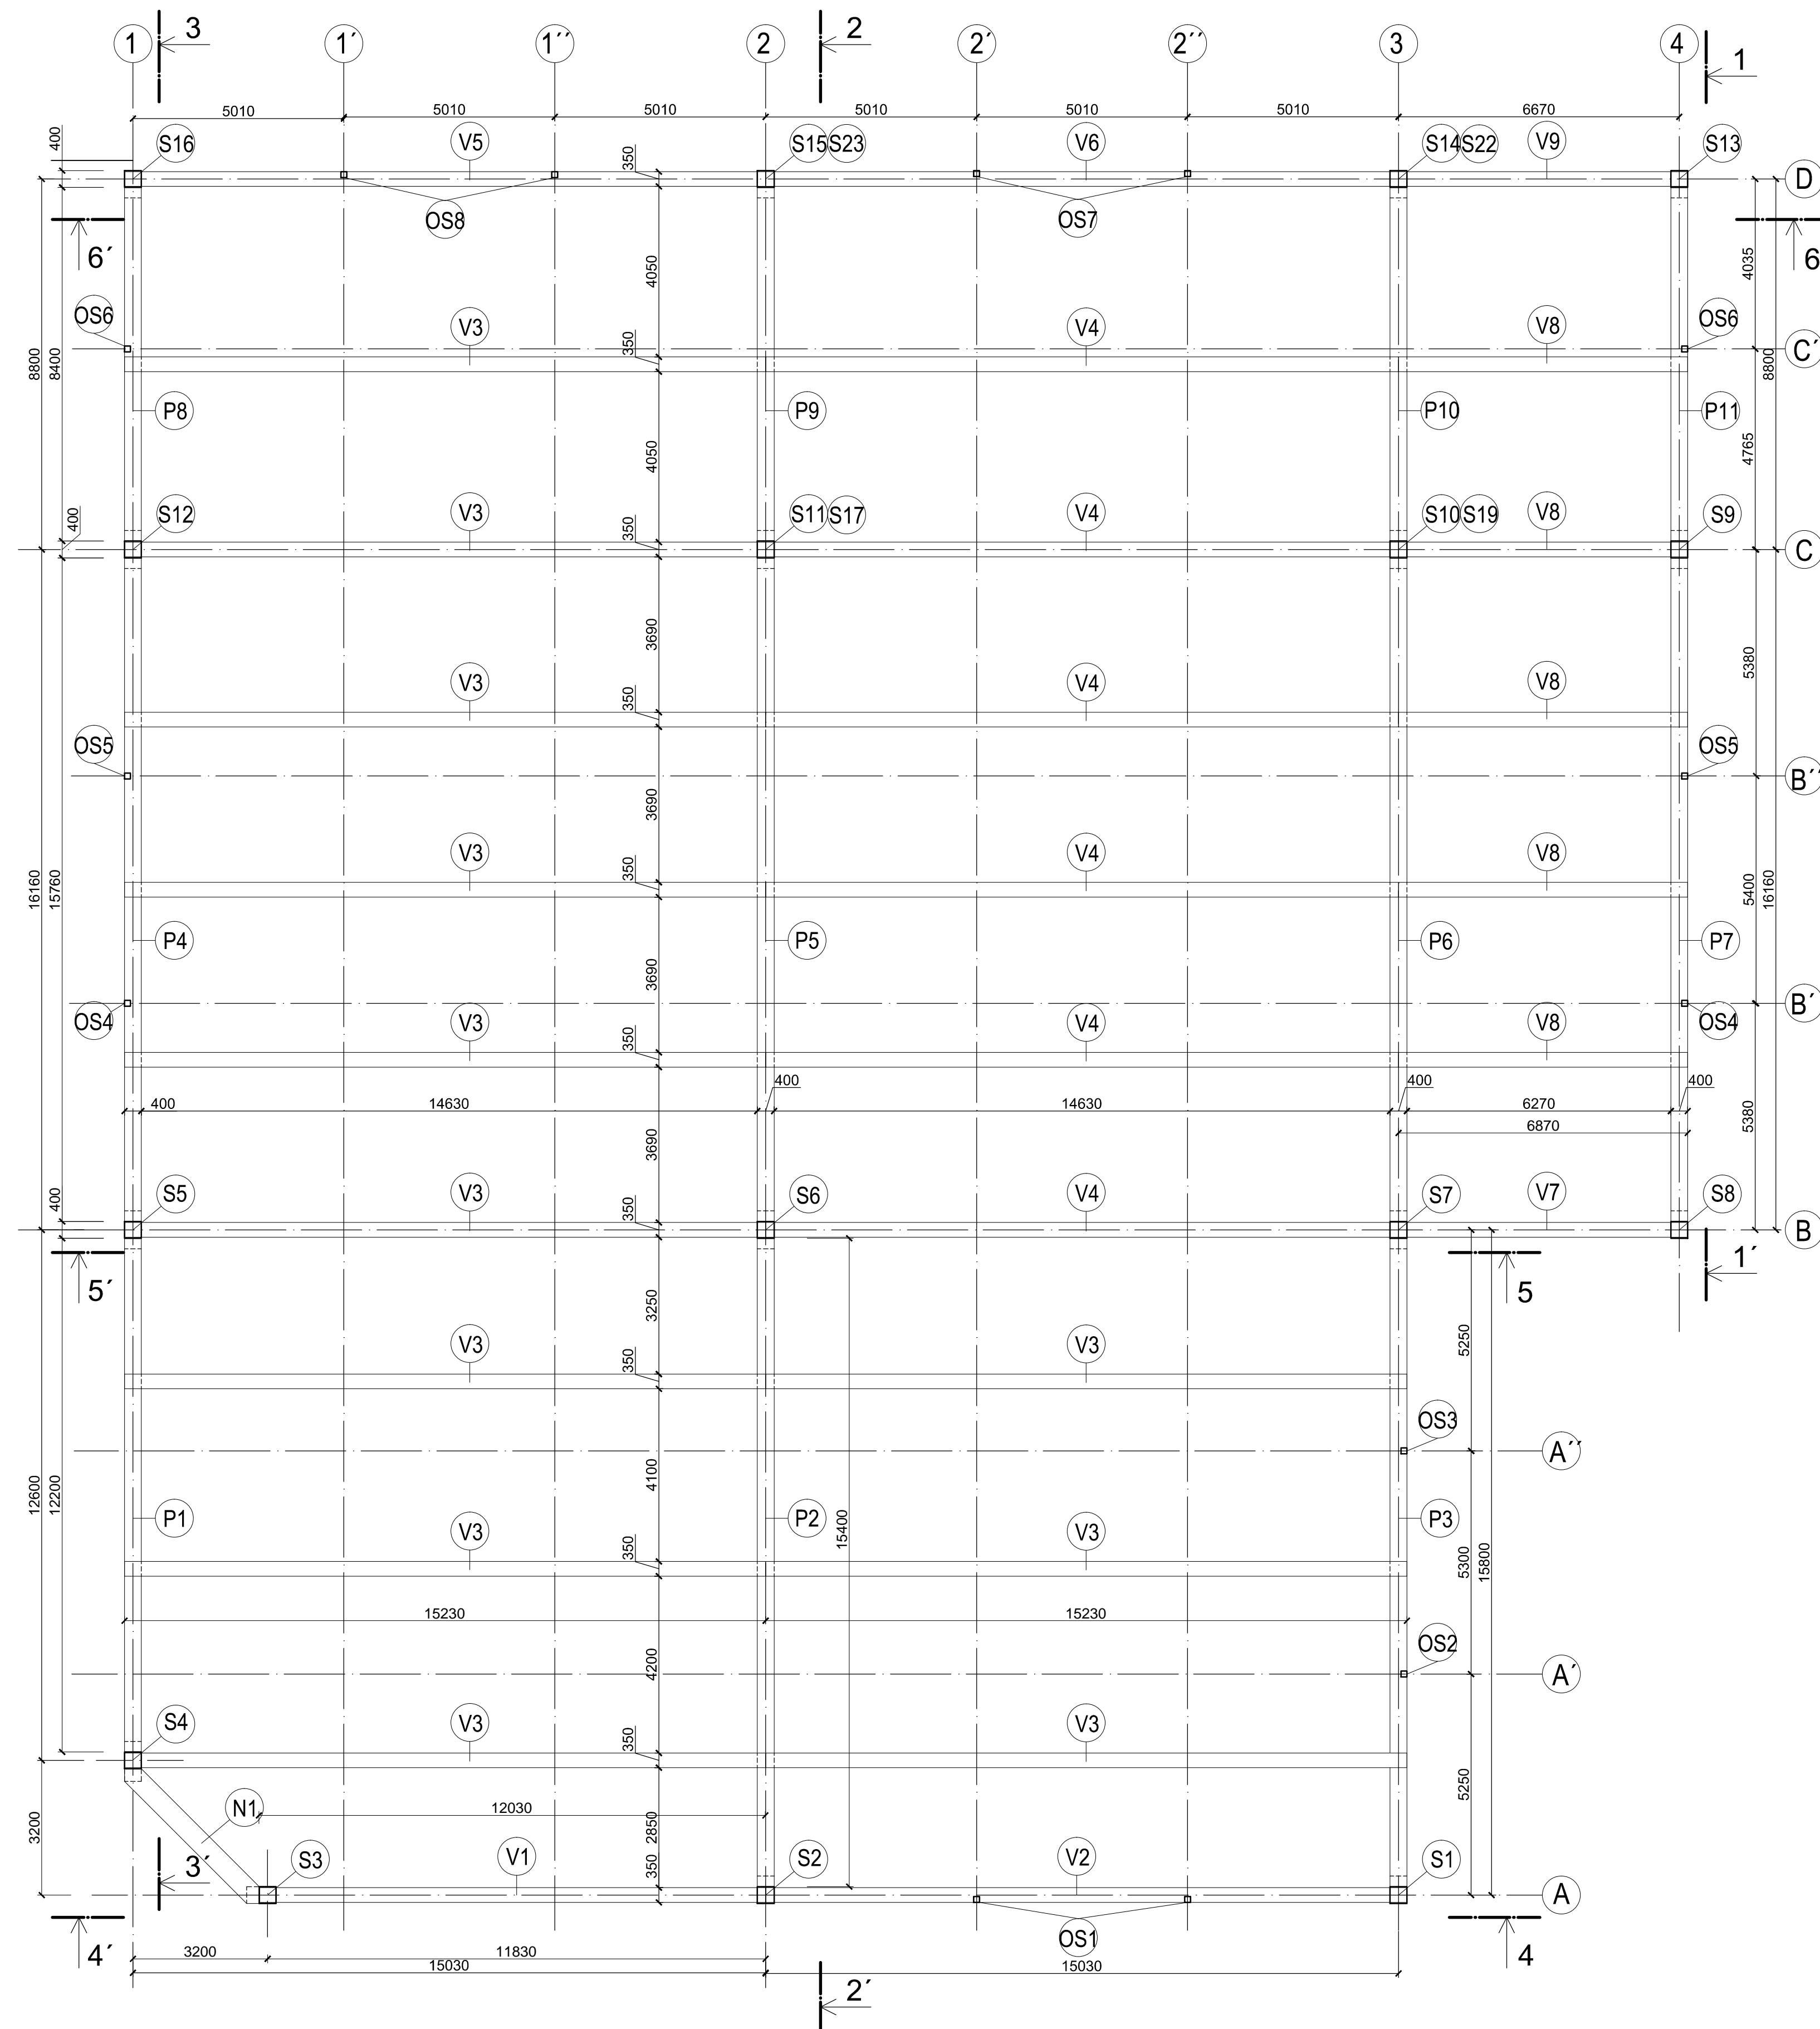 3 2 1
1 1´ 1´´ 2 2´ 2´´ 3 4
5010 5010 5010 5010 5010 5010 6670
400 S16 V5 350 S15 S23 V6 S14 S22 V9 S13
D
OS8 OS7
6´ 6
4050 4035
OS6 V3 350 V4 V8 OS6
C´
8800 8400 8800
P8 P9 P10 P11
4050 4765
400 S12 V3 350 S11 S17 V4 S10 S19 V8 S9
C
3690 5380
V3 350 V4 V8
OS5 OS5
B´´
3690
V3 350 V4 V8
16160 15760 5400 16160
P4 P5 P6 P7
3690
OS4 OS4
B´
V3 350 V4 V8
400 400 400
400 14630 14630 6270
6870
3690 5380
400 S5 V3 350 S6 V4 S7 V7 S8
B
5´ 5 1´
3250 5250
V3 350 V3
OS3
A´´
4100
12600 12200
P1 P2 P3
15400
V3 350 V3
5300 15800
15230 15230
4200 OS2
A´
S4 V3 350 V3
5250
N1 12030
3200 2850
3´ S3 V1 350 S2 V2 S1
A
OS1
4´ 4
3200 11830
15030 15030
2´